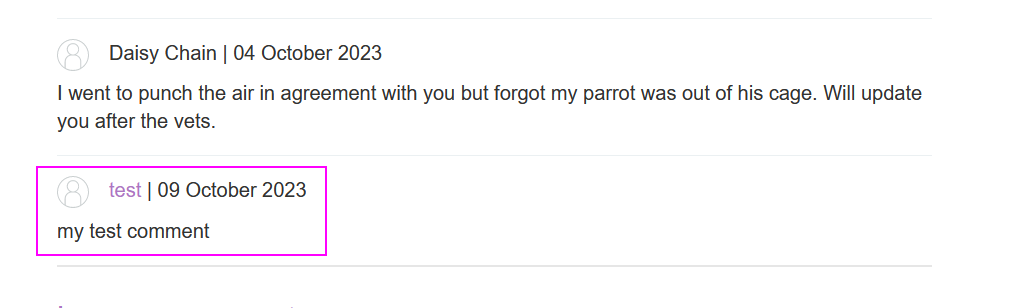 Daisy Chain | 04 October 2023
I went to punch the air in agreement with you but forgot my parrot was out of his cage. Will update
you after the vets.
test | 09 October 2023
my test comment